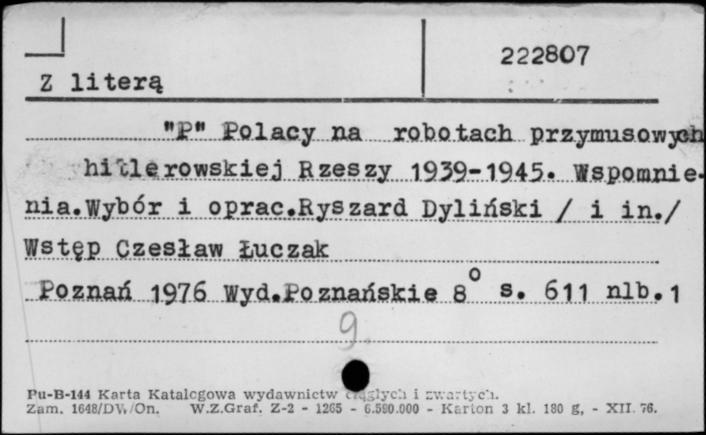 222807
Z literą
"P" Polacy na robotach przymusowych
hitlerowskiej Rzeszy 1939-1945. Wspomnie-
nia.Wybór i oprac.Ryszard Dyliński / i in./
Wstęp Czesław Łuczak
Poznań 1976 Wyd.Poznańskie 8° s. 611 nlb.1
9
Pu-B-144 Karta Katalogowa wydawnictw ciągłych i zwartych.
Zam. 1648/DW/On. W.Z.Graf. Z-2 - 1265 - 6.590.000 - Karton 3 kl. 180 g, - XII. 76.